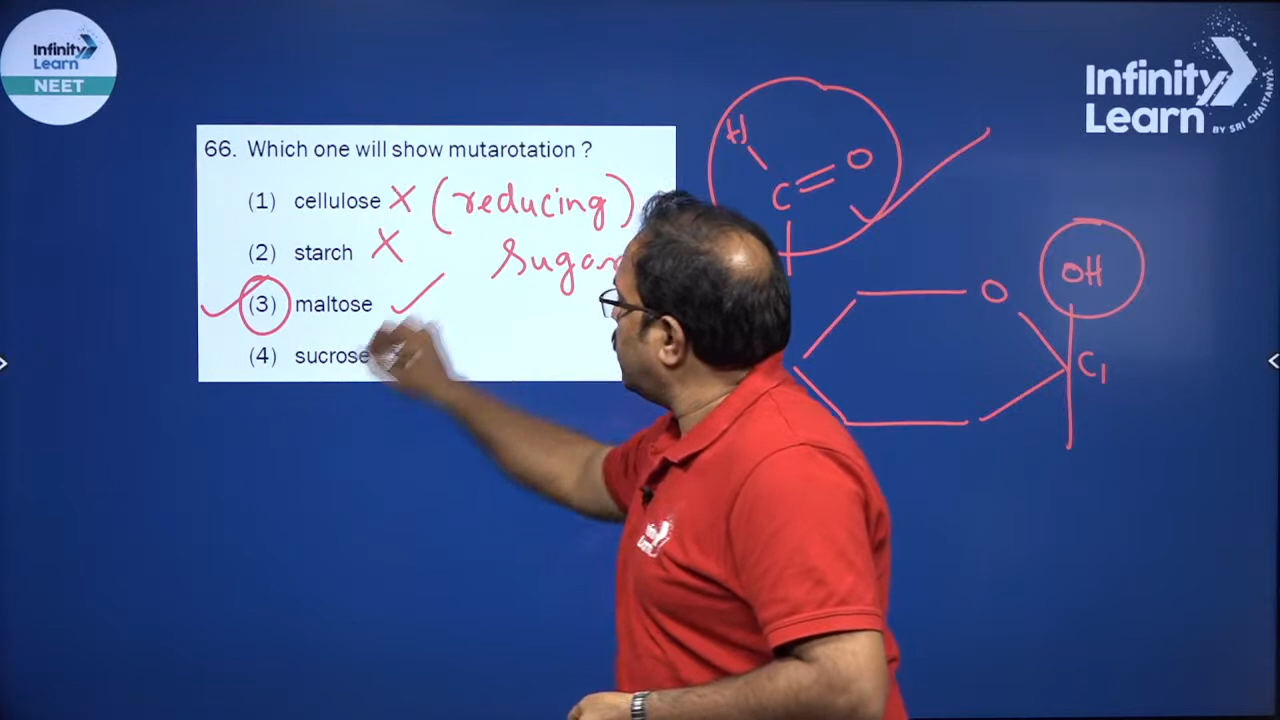 Infinity
Learn
NEET
Infinity
Learn
BY SRI CHAITANYA
66. Which one will show mutarotation ?
(1) cellulose X (reducing)
(2) starch X sugar
(3) maltose ✓
(4) sucrose
H
C = O
O
OH
C1